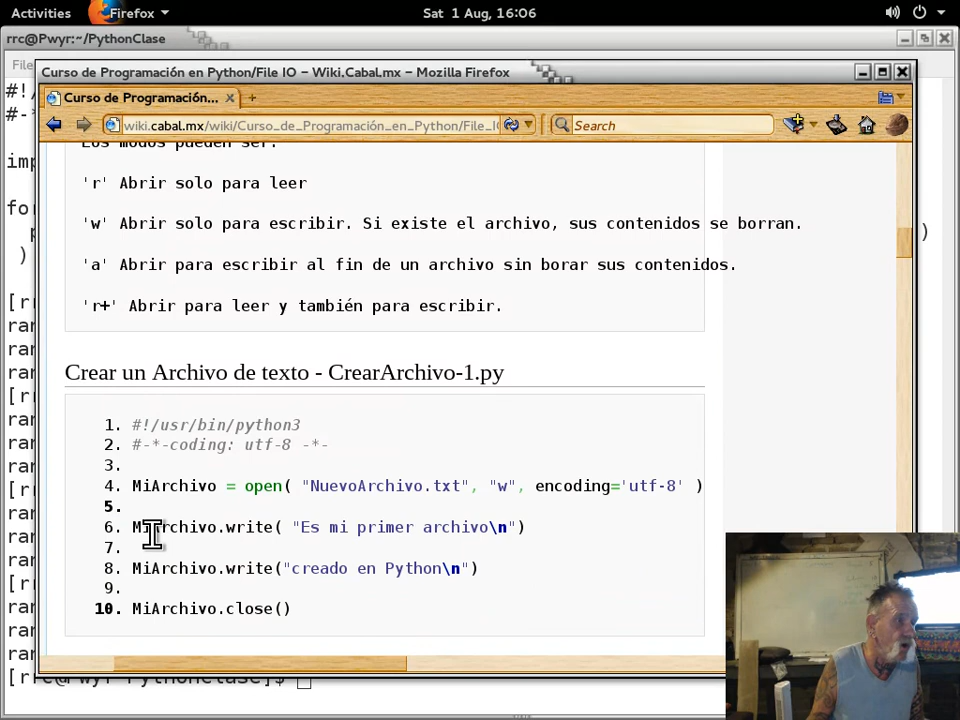 Activities Firefox Sat 1 Aug, 16:06
rrc@Pwyr:~/PythonClase
Curso de Programación en Python/File IO - Wiki.Cabal.mx - Mozilla Firefox
Curso de Programación...
wiki.cabal.mx/wiki/Curso_de_Programación_en_Python/File_I Search
Los modos pueden ser:
'r' Abrir solo para leer
'w' Abrir solo para escribir. Si existe el archivo, sus contenidos se borran.
'a' Abrir para escribir al fin de un archivo sin borar sus contenidos.
'r+' Abrir para leer y también para escribir.
Crear un Archivo de texto - CrearArchivo-1.py
1. #!/usr/bin/python3
2. #-*-coding: utf-8 -*-
3.
4. MiArchivo = open( "NuevoArchivo.txt", "w", encoding='utf-8' )
5.
6. MiArchivo.write( "Es mi primer archivo\n")
7.
8. MiArchivo.write("creado en Python\n")
9.
10. MiArchivo.close()